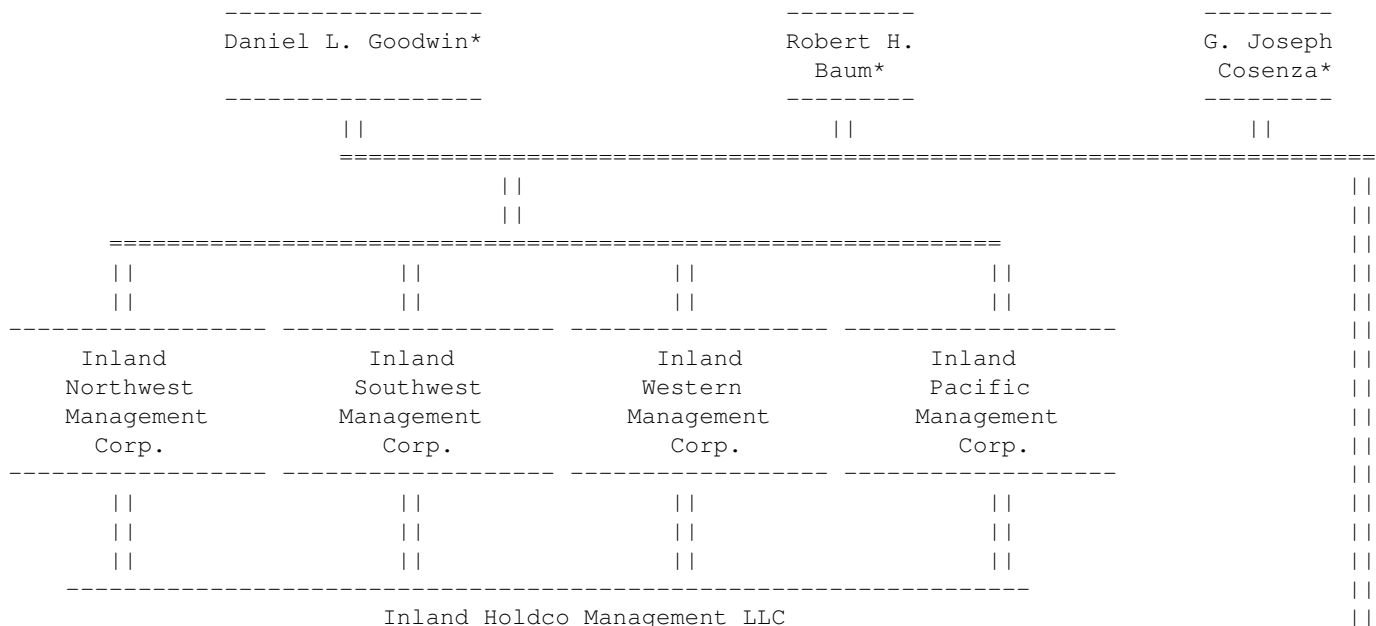 Daniel L. Goodwin* Robert H. G. Joseph
Baum* Cosenza*
Inland Inland Inland Inland
Northwest Southwest Western Pacific
Management Management Management Management
Corp. Corp. Corp. Corp.
Inland Holdco Management LLC